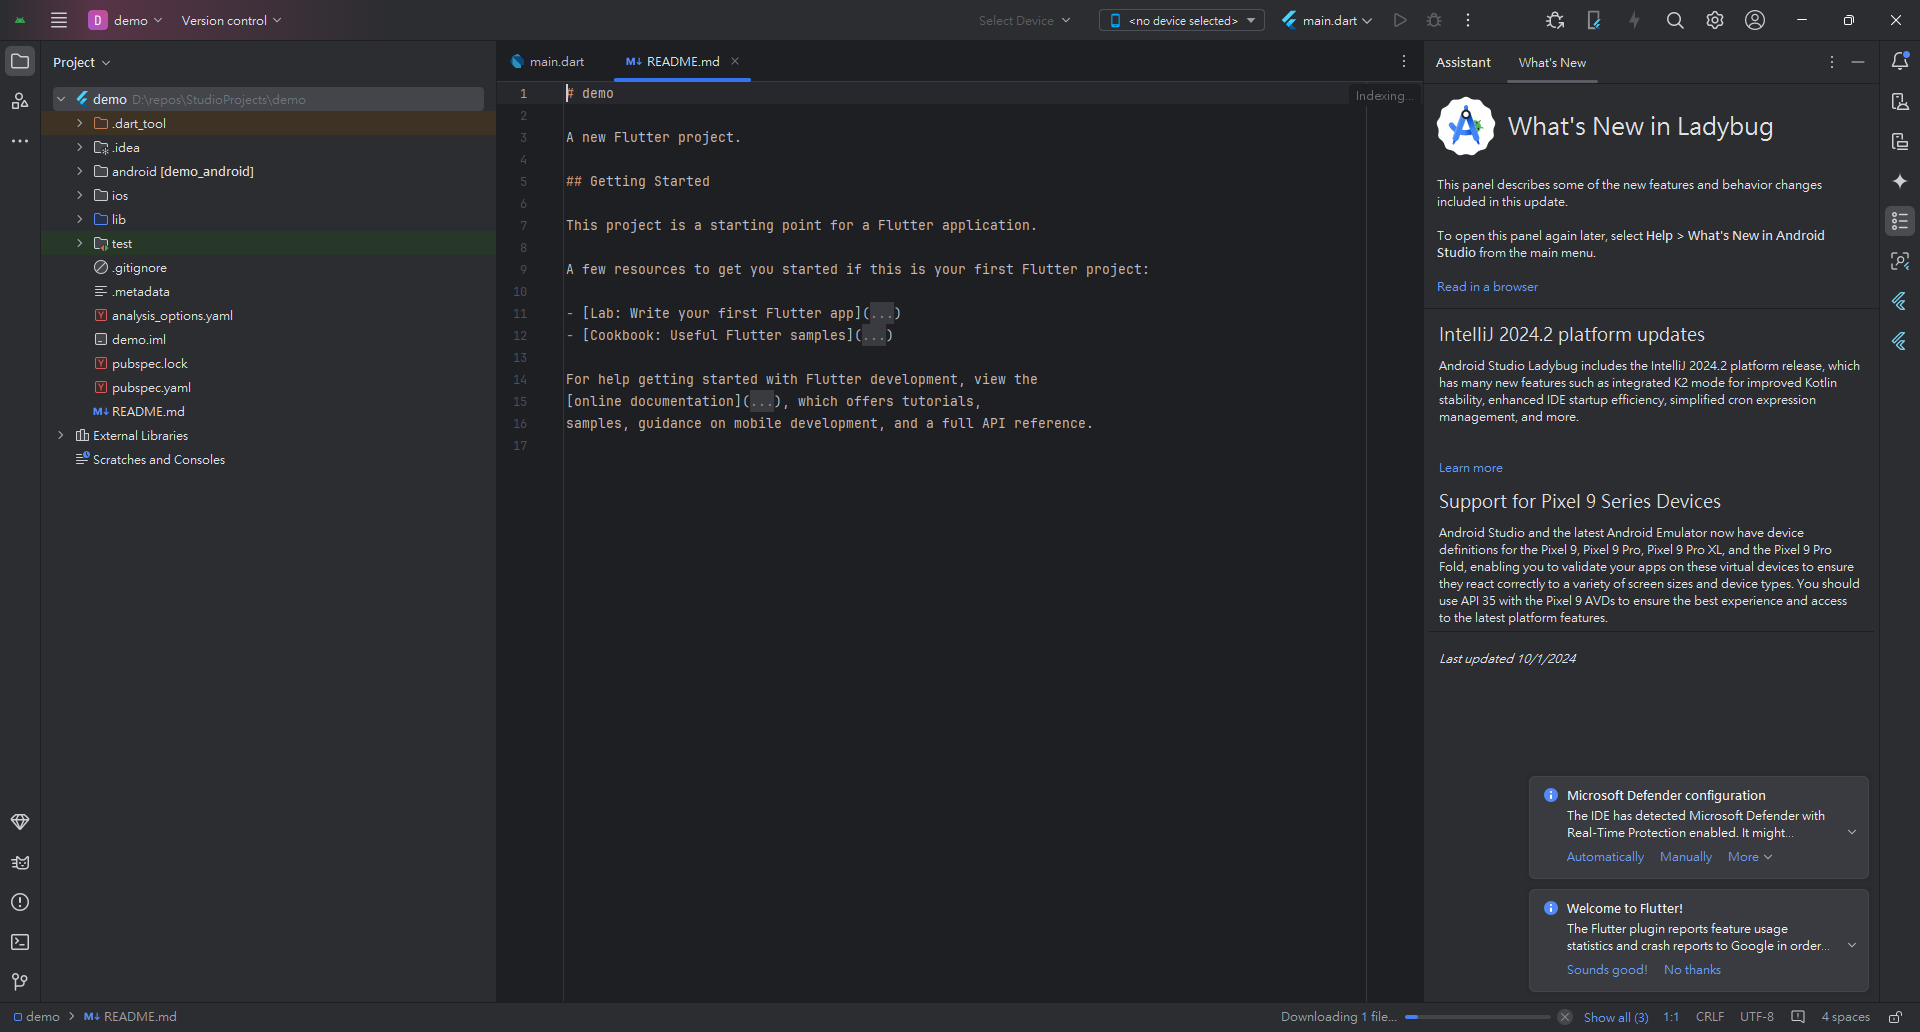 D demo Version control Select Device <no device selected> main.dart
Project
demo D:\repos\StudioProjects\demo
.dart_tool
.idea
android [demo_android]
ios
lib
test
.gitignore
.metadata
analysis_options.yaml
demo.iml
pubspec.lock
pubspec.yaml
M↓ README.md
External Libraries
Scratches and Consoles
main.dart M↓ README.md
Indexing...
1 # demo
2
3 A new Flutter project.
4
5 ## Getting Started
6
7 This project is a starting point for a Flutter application.
8
9 A few resources to get you started if this is your first Flutter project:
10
11 - [Lab: Write your first Flutter app](...)
12 - [Cookbook: Useful Flutter samples](...)
13
14 For help getting started with Flutter development, view the
15 [online documentation](...), which offers tutorials,
16 samples, guidance on mobile development, and a full API reference.
17
Assistant What's New
What's New in Ladybug
This panel describes some of the new features and behavior changes
included in this update.
To open this panel again later, select Help > What's New in Android
Studio from the main menu.
Read in a browser
IntelliJ 2024.2 platform updates
Android Studio Ladybug includes the IntelliJ 2024.2 platform release, which
has many new features such as integrated K2 mode for improved Kotlin
stability, enhanced IDE startup efficiency, simplified cron expression
management, and more.
Learn more
Support for Pixel 9 Series Devices
Android Studio and the latest Android Emulator now have device
definitions for the Pixel 9, Pixel 9 Pro, Pixel 9 Pro XL, and the Pixel 9 Pro
Fold, enabling you to validate your apps on these virtual devices to ensure
they react correctly to a variety of screen sizes and device types. You should
use API 35 with the Pixel 9 AVDs to ensure the best experience and access
to the latest platform features.
Last updated 10/1/2024
Microsoft Defender configuration
The IDE has detected Microsoft Defender with
Real-Time Protection enabled. It might...
Automatically Manually More
Welcome to Flutter!
The Flutter plugin reports feature usage
statistics and crash reports to Google in order...
Sounds good! No thanks
demo > M↓ README.md
Downloading 1 file... Show all (3) 1:1 CRLF UTF-8 4 spaces